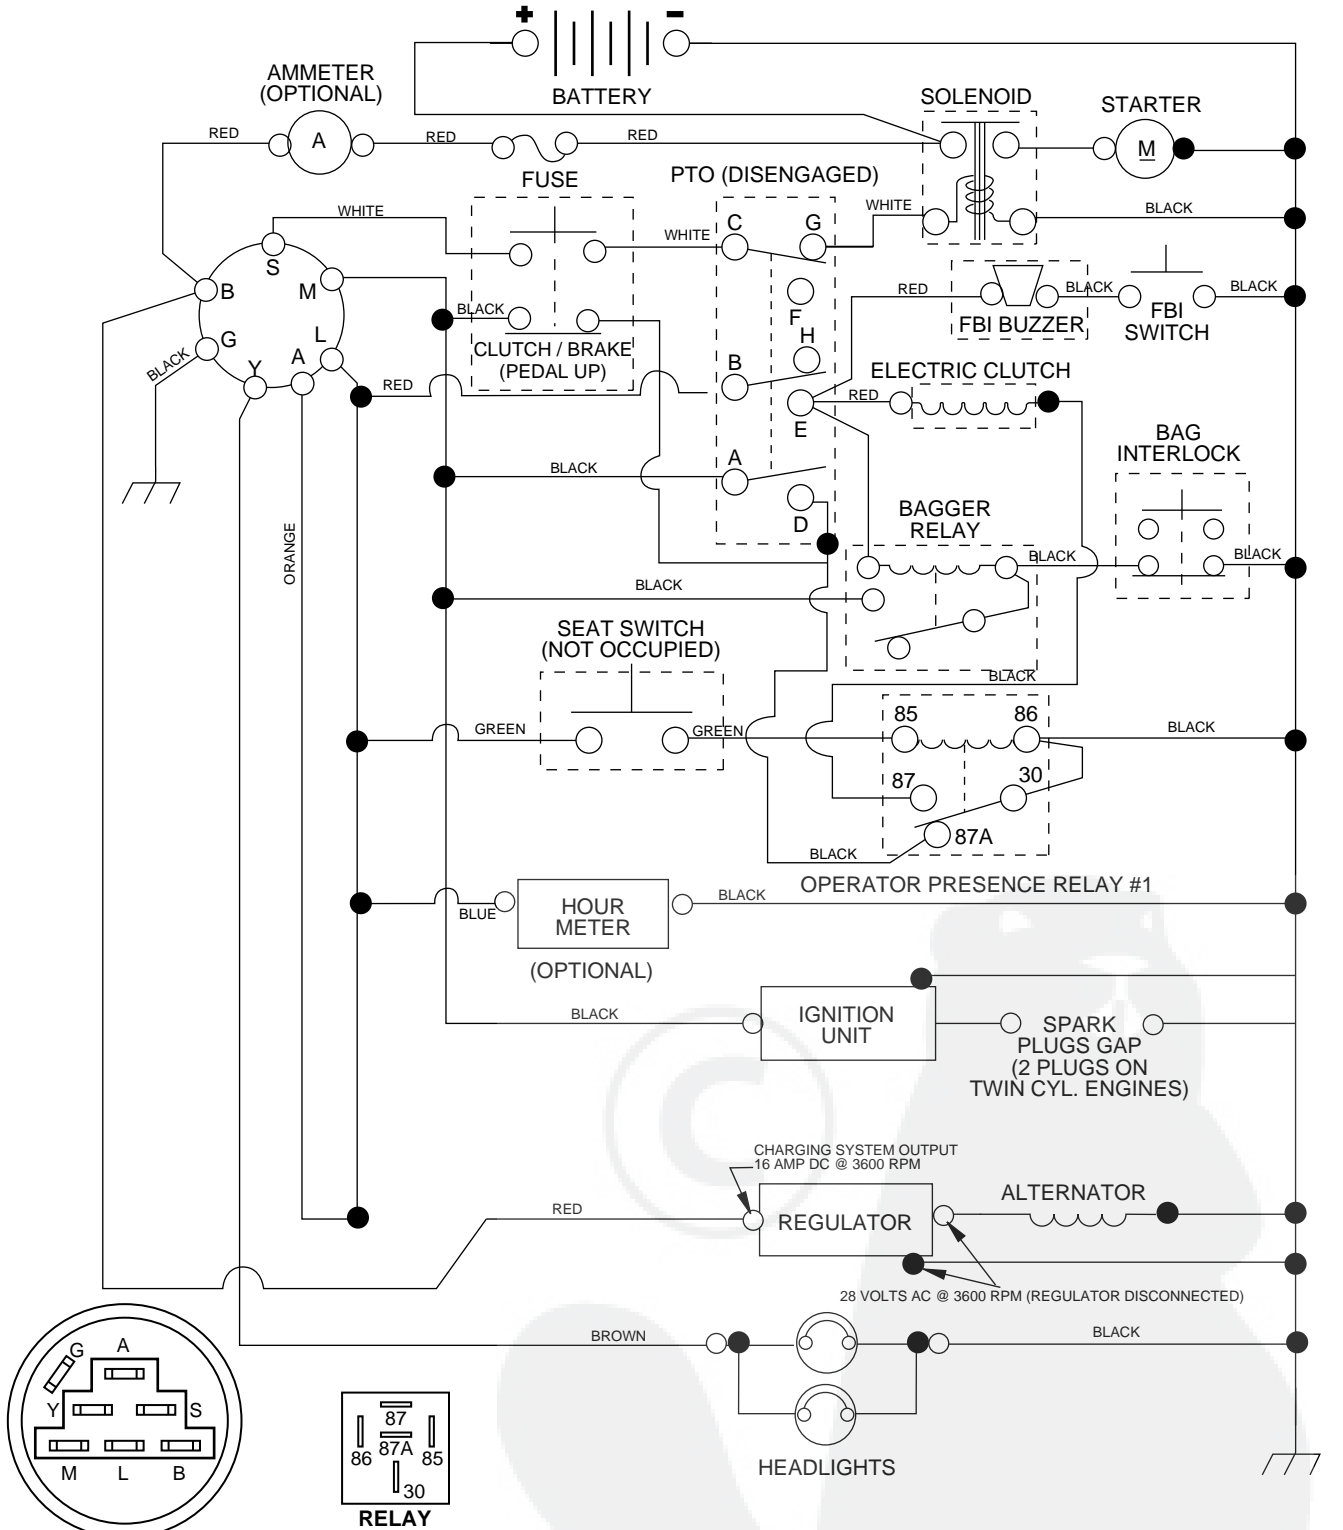 + -
BATTERY
AMMETER
(OPTIONAL)
SOLENOID
STARTER
RED
A
RED
RED
M
FUSE
PTO (DISENGAGED)
WHITE
WHITE
C
G
WHITE
BLACK
S
B
M
BLACK
F
RED
BLACK
BLACK
FBI BUZZER
FBI
SWITCH
G
L
CLUTCH / BRAKE
(PEDAL UP)
H
BLACK
Y
A
RED
B
ELECTRIC CLUTCH
RED
E
BAG
INTERLOCK
A
BLACK
D
BAGGER
RELAY
ORANGE
BLACK
BLACK
BLACK
SEAT SWITCH
(NOT OCCUPIED)
BLACK
GREEN
GREEN
85
86
BLACK
87
30
87A
BLACK
OPERATOR PRESENCE RELAY #1
BLUE
HOUR
METER
BLACK
(OPTIONAL)
BLACK
IGNITION
UNIT
SPARK
PLUGS GAP
(2 PLUGS ON
TWIN CYL. ENGINES)
©
CHARGING SYSTEM OUTPUT
16 AMP DC @ 3600 RPM
RED
REGULATOR
ALTERNATOR
28 VOLTS AC @ 3600 RPM (REGULATOR DISCONNECTED)
BROWN
BLACK
HEADLIGHTS
G
A
Y
S
M
L
B
87
87A
86
85
30
RELAY